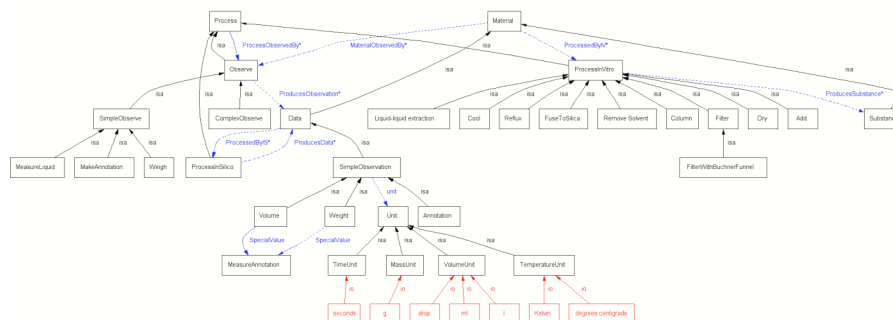 Process
Material
isa
ProcessObservedBy*
MaterialObservedBy*
ProcessedByIV*
isa
isa
Observe
ProcessInVitro
isa
isa
ProducesObservation*
isa
isa
isa
isa
isa
isa
isa
isa
isa
isa
isa
ProducesSubstance*
isa
SimpleObserve
ComplexObserve
Data
Liquid-liquid extraction
Cool
Reflux
FuseToSilica
Remove Solvent
Column
Filter
Dry
Add
Substanc
isa
isa
isa
ProcessedByIS*
ProducesData*
isa
isa
MeasureLiquid
MakeAnnotation
Weigh
ProcessInSilico
SimpleObservation
FilterWithBuchnerFunnel
isa
isa
unit
isa
Volume
Weight
Unit
Annotation
SpecialValue
SpecialValue
isa
isa
isa
isa
MeasureAnnotation
TimeUnit
MassUnit
VolumeUnit
TemperatureUnit
io
io
io
io
io
io
io
seconds
g
drop
ml
l
Kelvin
degrees centigrade